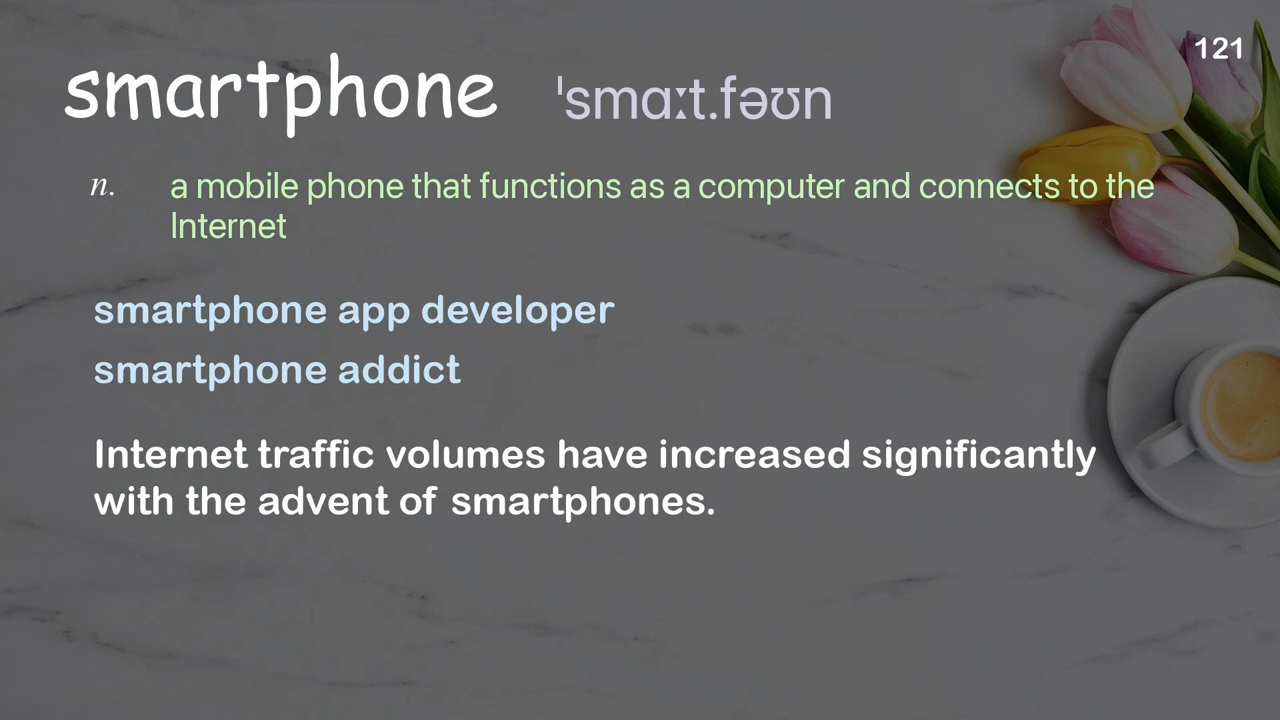 121
smartphone ˈsmɑːt.fəʊn
n. a mobile phone that functions as a computer and connects to the
Internet
smartphone app developer
smartphone addict
Internet traffic volumes have increased significantly
with the advent of smartphones.